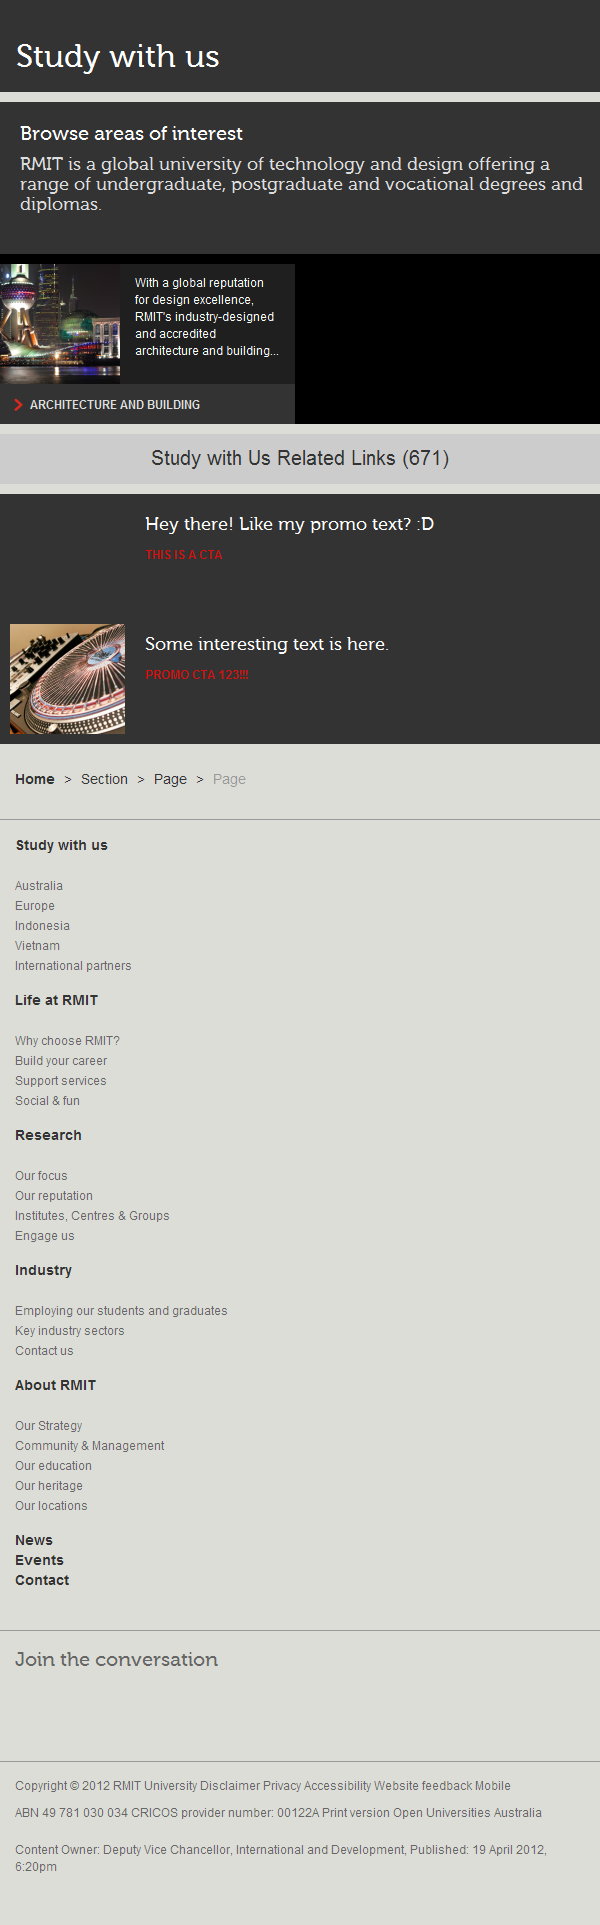 Study with us
Browse areas of interest
RMIT is a global university of technology and design offering a
range of undergraduate, postgraduate and vocational degrees and
diplomas.
With a global reputation
for design excellence,
RMIT's industry-designed
and accredited
architecture and building...
ARCHITECTURE AND BUILDING
Study with Us Related Links (671)
Hey there! Like my promo text? :D
THIS IS A CTA
Some interesting text is here.
PROMO CTA 123!!!
Home > Section > Page > Page
Study with us
Australia
Europe
Indonesia
Vietnam
International partners
Life at RMIT
Why choose RMIT?
Build your career
Support services
Social & fun
Research
Our focus
Our reputation
Institutes, Centres & Groups
Engage us
Industry
Employing our students and graduates
Key industry sectors
Contact us
About RMIT
Our Strategy
Community & Management
Our education
Our heritage
Our locations
News
Events
Contact
Join the conversation
Copyright © 2012 RMIT University Disclaimer Privacy Accessibility Website feedback Mobile
ABN 49 781 030 034 CRICOS provider number: 00122A Print version Open Universities Australia
Content Owner: Deputy Vice Chancellor, International and Development, Published: 19 April 2012,
6:20pm